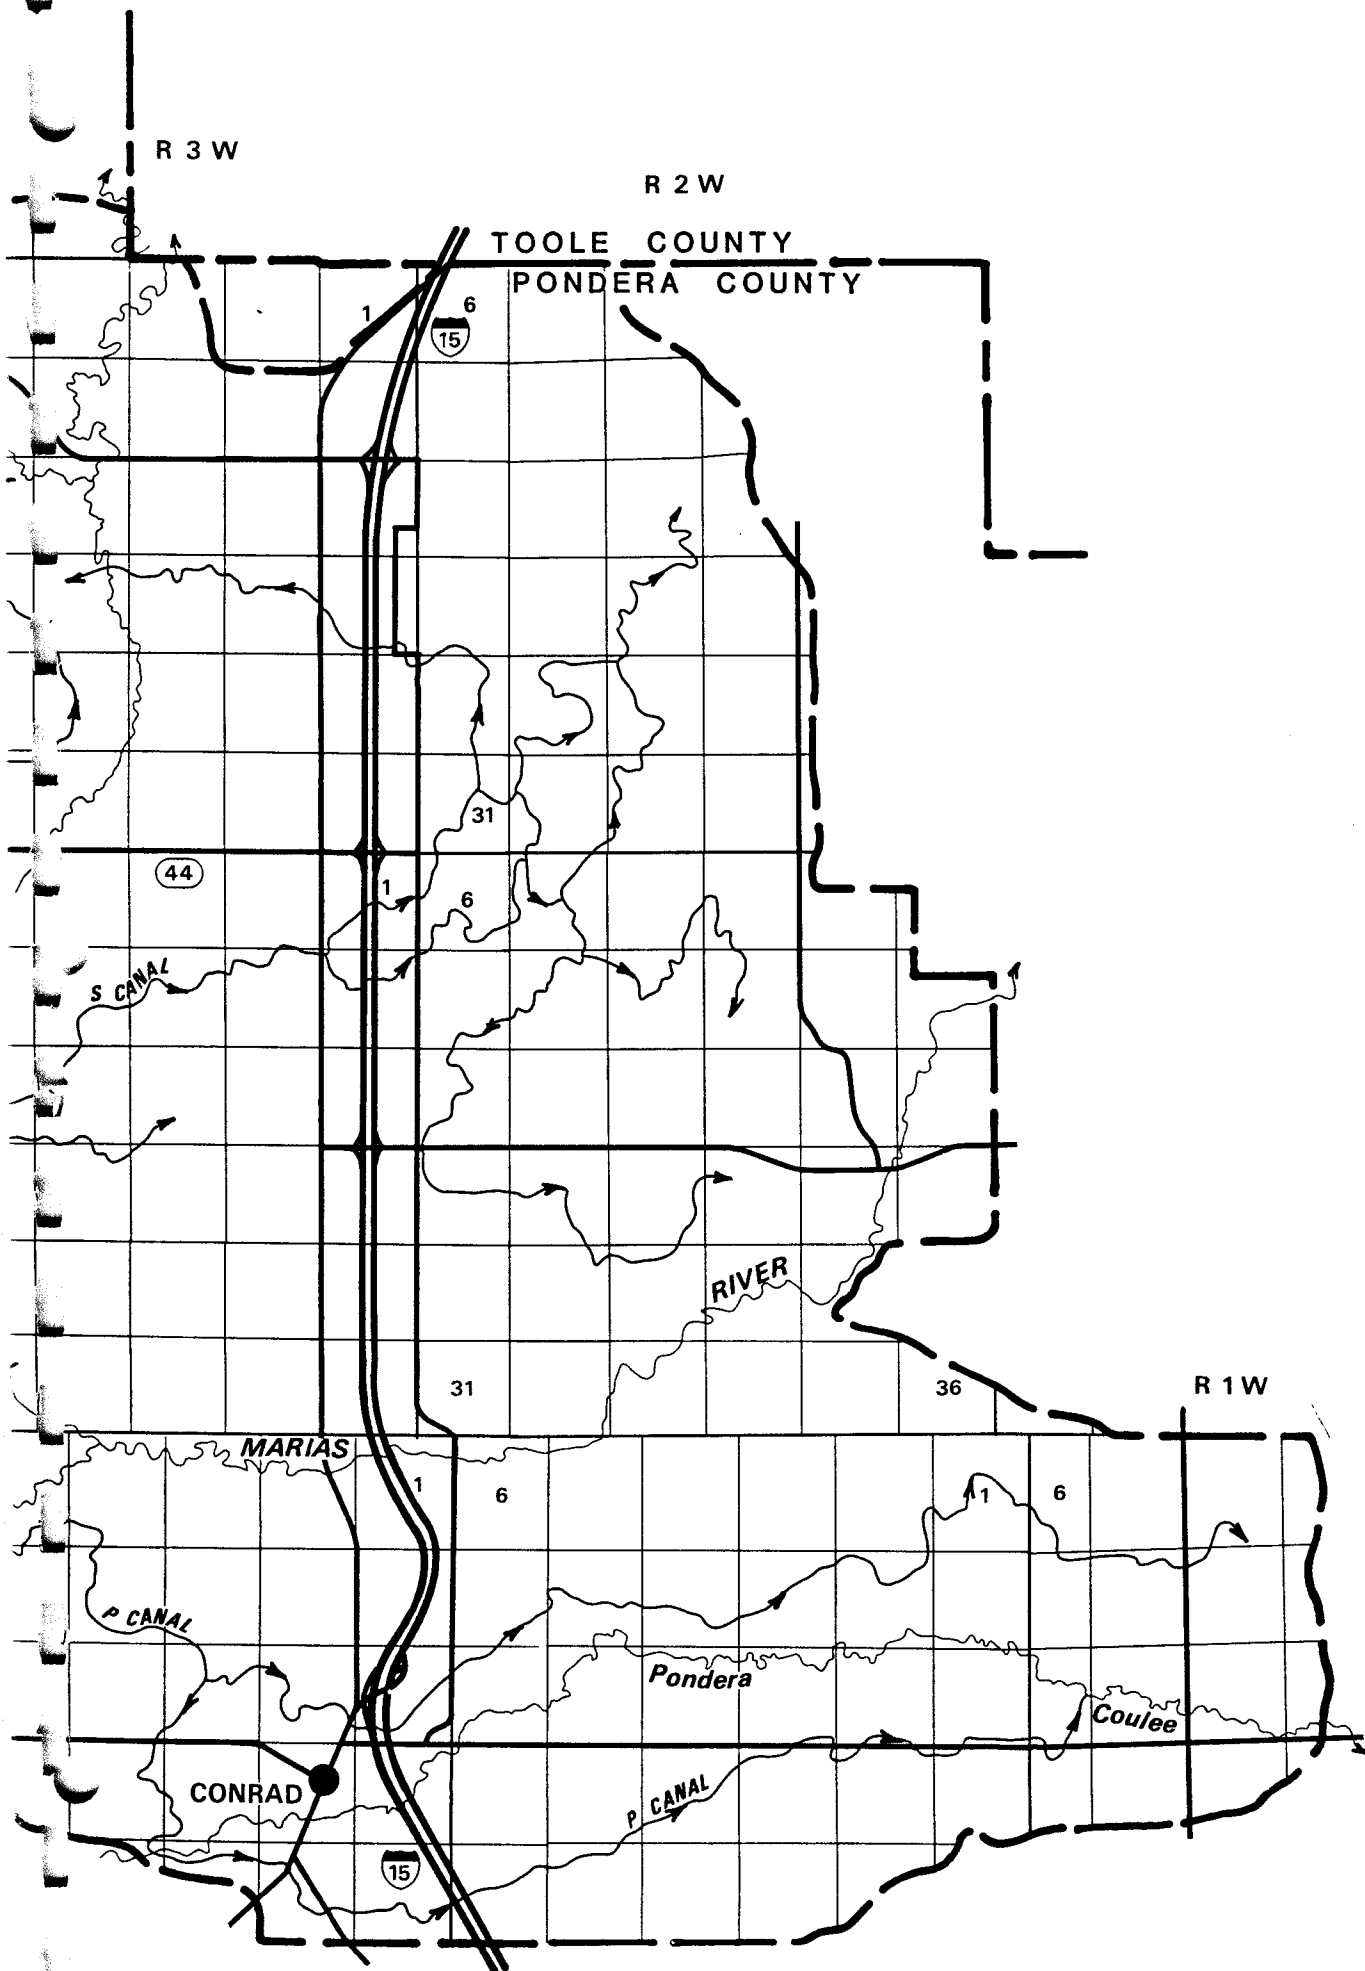 R 3 W
R 2 W
TOOLE COUNTY
PONDERA COUNTY
1
6
15
31
44
1
6
S CANAL
RIVER
31
36
R 1 W
MARIAS
1
6
1
6
P CANAL
Pondera
Coulee
CONRAD
P CANAL
15